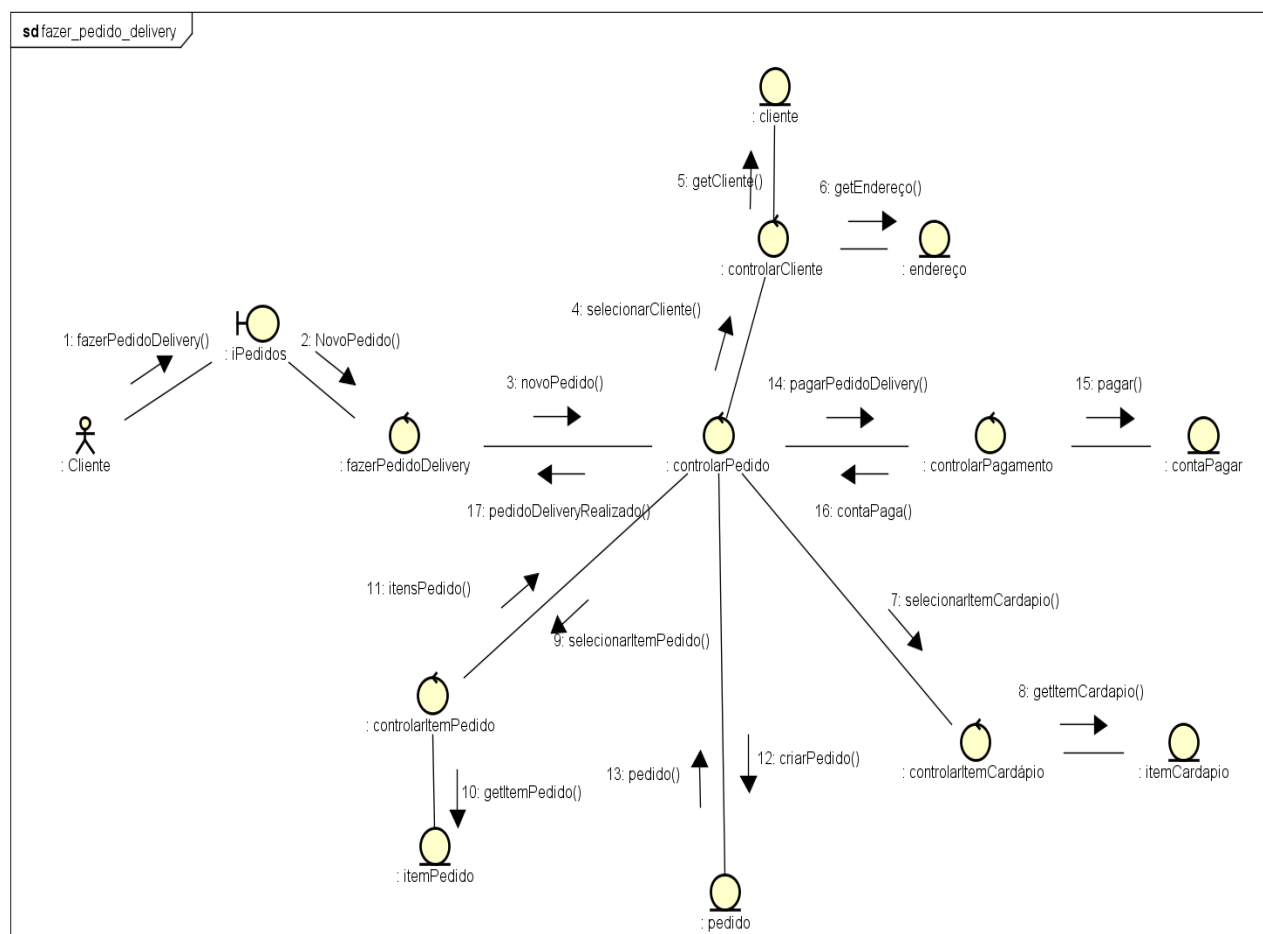 sd fazer_pedido_delivery
: cliente
5: getCliente()
6: getEndereço()
: controlarCliente
: endereço
4: selecionarCliente()
1: fazerPedidoDelivery()
: iPedidos
2: NovoPedido()
3: novoPedido()
14: pagarPedidoDelivery()
15: pagar()
: Cliente
: fazerPedidoDelivery
: controlarPedido
: controlarPagamento
: contaPagar
17: pedidoDeliveryRealizado()
16: contaPaga()
11: itensPedido()
9: selecionarItemPedido()
7: selecionarItemCardapio()
: controlarItemPedido
8: getItemCardapio()
12: criarPedido()
13: pedido()
: controlarItemCardápio
: itemCardapio
10: getItemPedido()
: itemPedido
: pedido